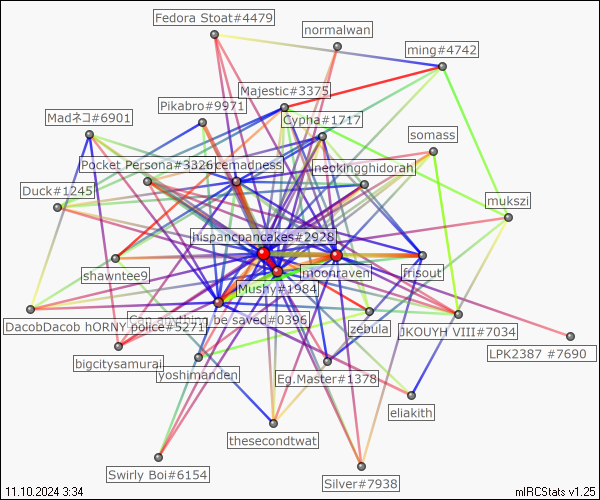 Fedora Stoat#4479
normalwan
ming#4742
Majestic#3375
Pikabro#9971
Madネコ#6901
Cypha#1717
somass
Pocket Persona#3326
icemadness
neokingghidorah
Duck#1245
mukszi
hispancpancakes#2928
shawntee9
moonraven
frisout
Mushy#1984
DacobDacob hORNY police#5271
Can anything be saved#0396
zebula
JKOUYH VIII#7034
LPK2387 #7690
bigcitysamurai
yoshimanden
Eg.Master#1378
eliakith
thesecondtwat
Swirly Boi#6154
Silver#7938
11.10.2024 3:34
mIRCStats v1.25